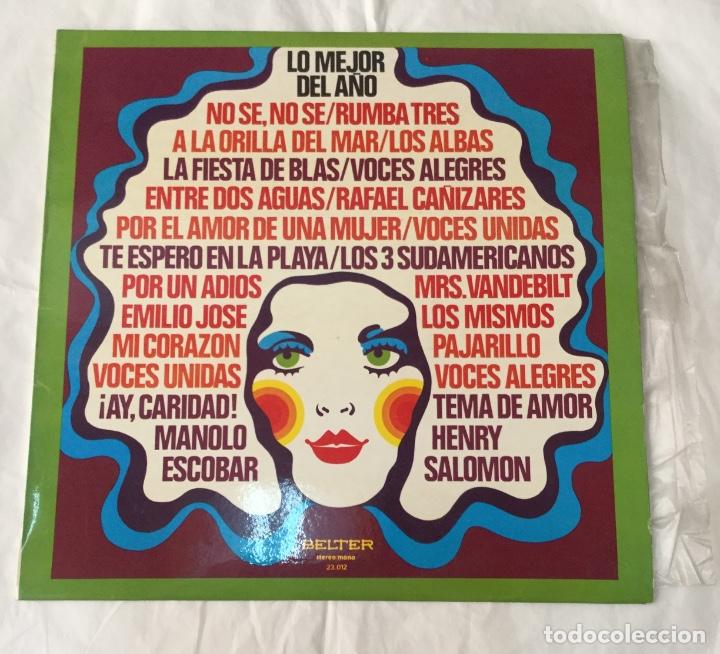 LO MEJOR
DEL AÑO
NO SE, NO SE/RUMBA TRES
A LA ORILLA DEL MAR/LOS ALBAS
LA FIESTA DE BLAS/VOCES ALEGRES
ENTRE DOS AGUAS/RAFAEL CAÑIZARES
POR EL AMOR DE UNA MUJER/VOCES UNIDAS
TE ESPERO EN LA PLAYA/LOS 3 SUDAMERICANOS
POR UN ADIOS
EMILIO JOSE
MI CORAZON
VOCES UNIDAS
¡AY, CARIDAD!
MANOLO
ESCOBAR
MRS. VANDEBILT
LOS MISMOS
PAJARILLO
VOCES ALEGRES
TEMA DE AMOR
HENRY
SALOMON
BELTER
stereo mono
23.012
todocoleccion